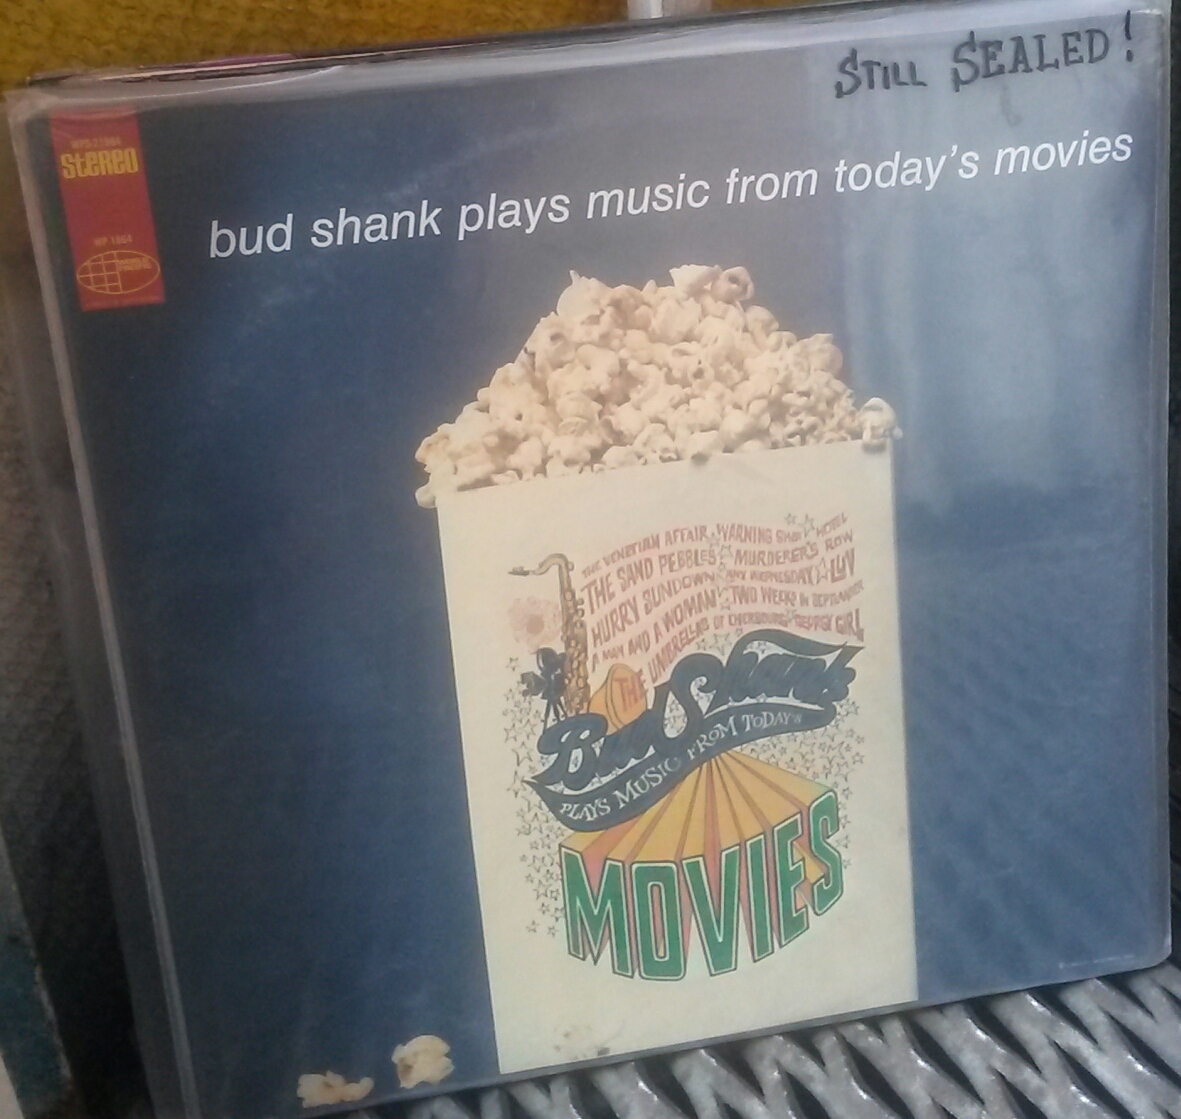 STILL SEALED!
STEREO
WP-1864
bud shank plays music from today's movies
THE VENETIAN AFFAIR WARNING SHOT HOTEL
THE SAND PEBBLES MURDERER'S ROW
HURRY SUNDOWN ANY WEDNESDAY LUV
A MAN AND A WOMAN TWO WEEKS IN SEPTEMBER
THE UMBRELLAS OF CHERBOURG GEORGY GIRL
Bud Shank
PLAYS MUSIC FROM TODAY'S
MOVIES